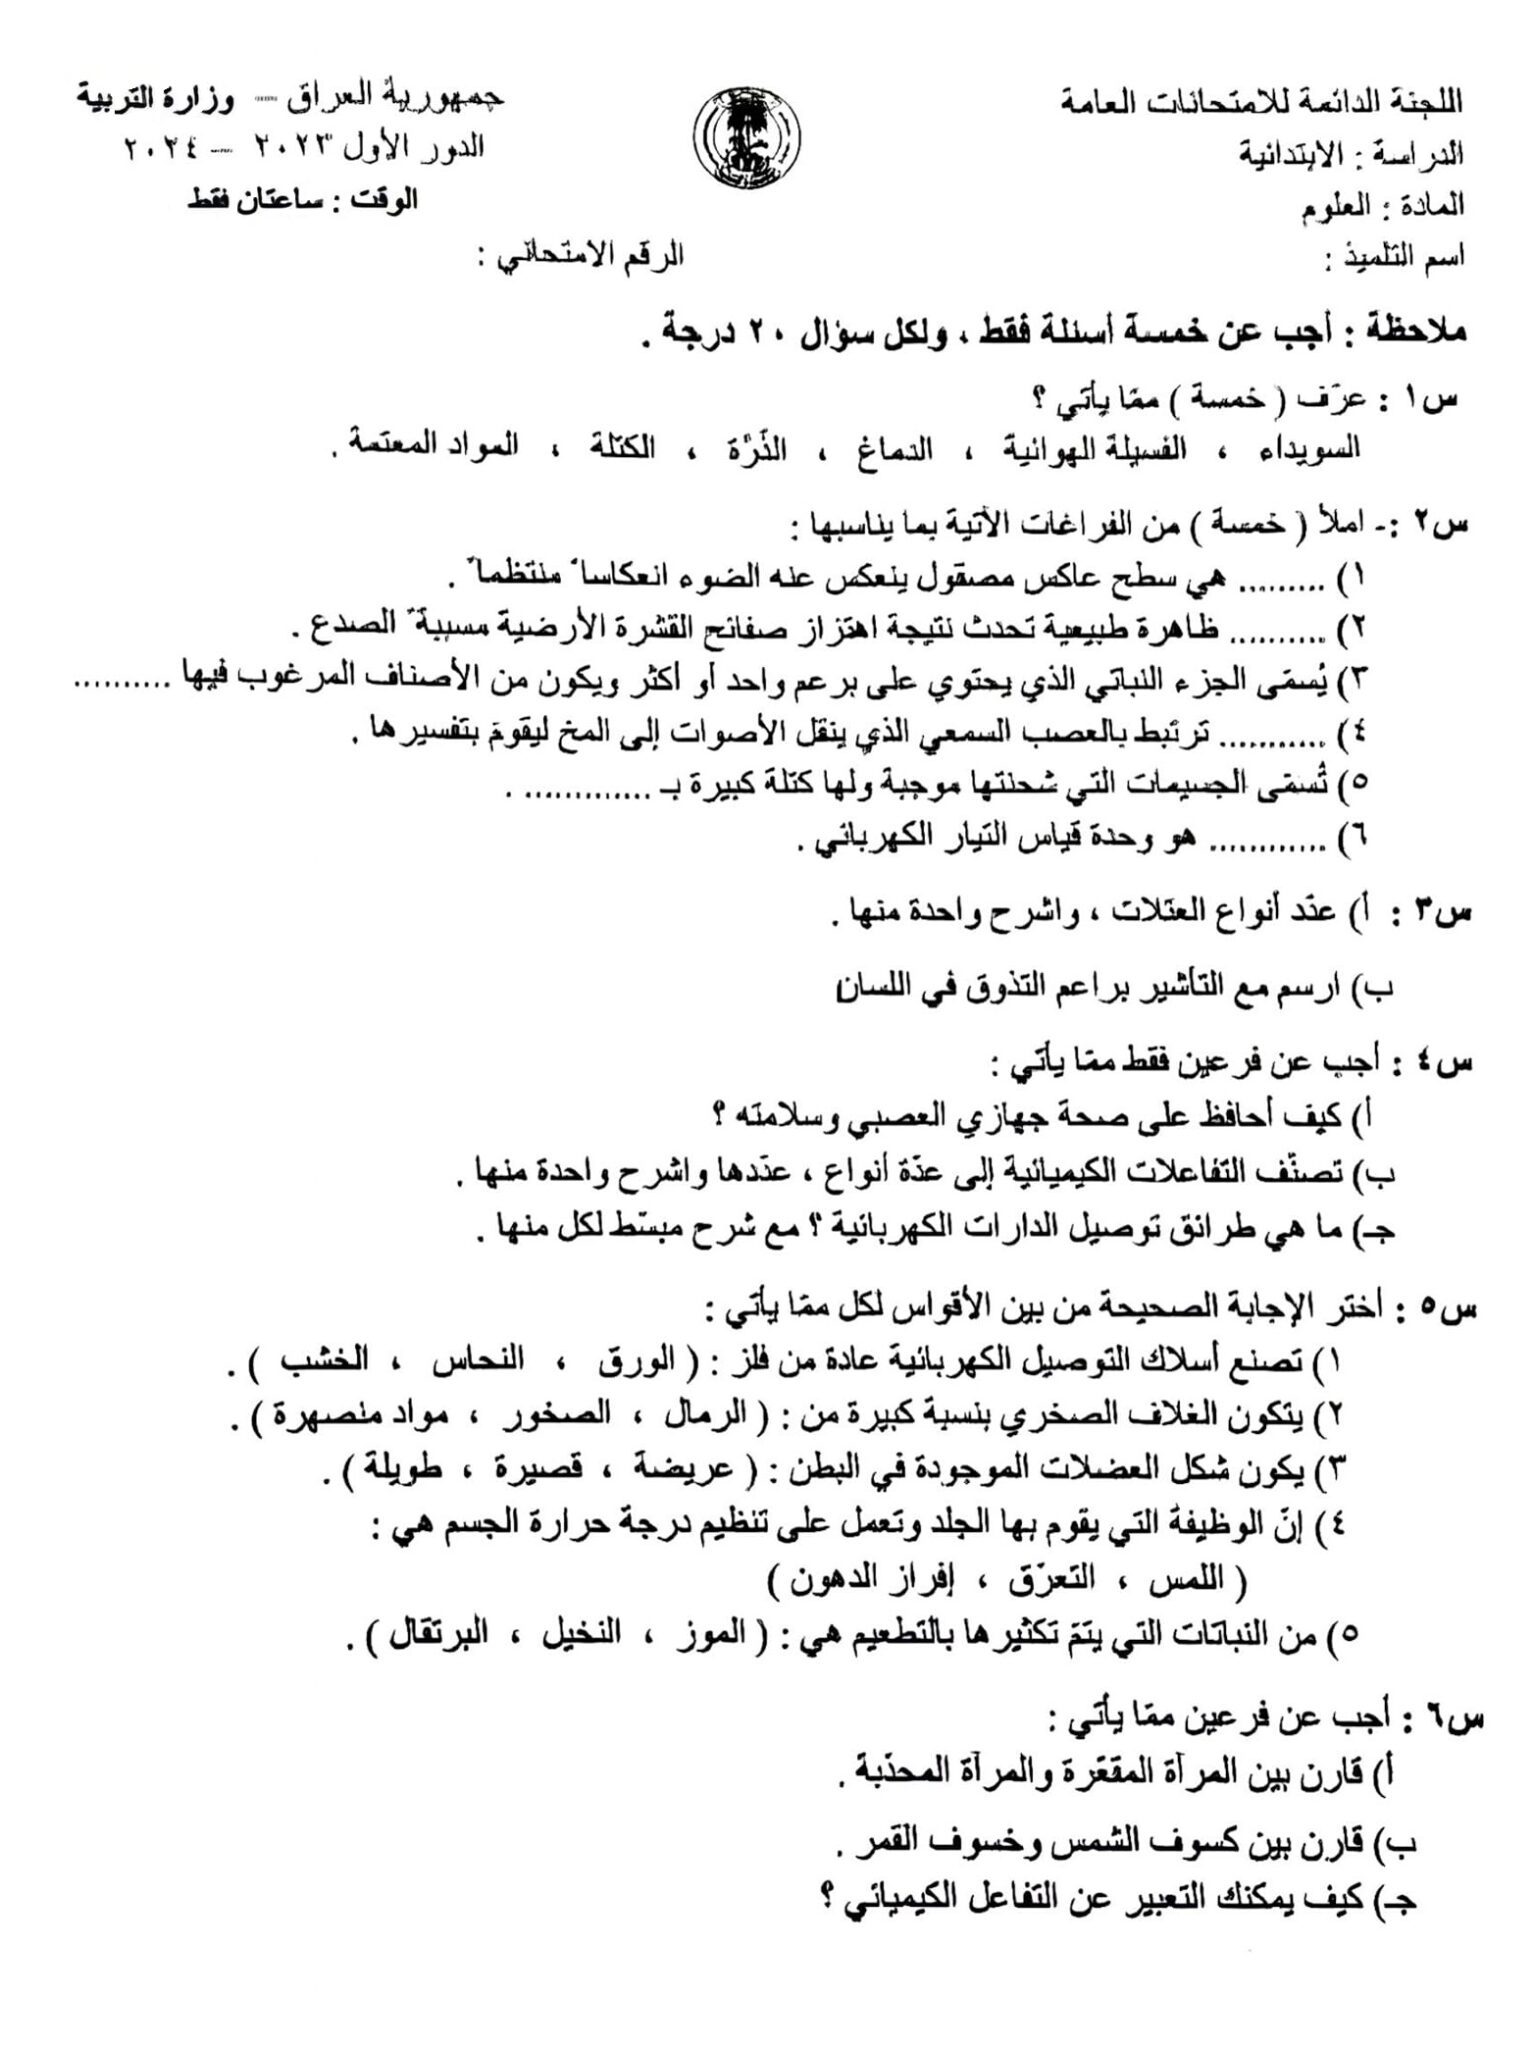 اللجنة الدائمة للامتحانات العامة
الدراسة : الابتدائية
المادة : العلوم
اسم التلميذ :
جمهورية العراق – وزارة التربية
الدور الأول ٢٠٢٣ – ٢٠٢٤
الوقت : ساعتان فقط
الرقم الامتحاني :
ملاحظة : أجب عن خمسة أسئلة فقط ، ولكل سؤال ٢٠ درجة .
س١ : عرّف ( خمسة ) ممّا يأتي ؟
السويداء ، الفسيلة الهوائية ، الدماغ ، الذّرّة ، الكتلة ، المواد المعتمة .
س٢ :- املأ ( خمسة ) من الفراغات الآتية بما يناسبها :
١) ......... هي سطح عاكس مصقول ينعكس عنه الضوء انعكاساً منتظماً .
٢) .......... ظاهرة طبيعية تحدث نتيجة اهتزاز صفائح القشرة الأرضية مسببةً الصدع .
٣) يُسمّى الجزء النباتي الذي يحتوي على برعم واحد أو أكثر ويكون من الأصناف المرغوب فيها ..........
٤) ........... ترتبط بالعصب السمعي الذي ينقل الأصوات إلى المخ ليقوم بتفسيرها .
٥) تُسمّى الجسيمات التي شحنتها موجبة ولها كتلة كبيرة بـ ............. .
٦) ............ هو وحدة قياس التيار الكهربائي .
س٣ : أ) عدّد أنواع العتلات ، واشرح واحدة منها .
ب) ارسم مع التأشير براعم التذوق في اللسان
س٤ : أجب عن فرعين فقط ممّا يأتي :
أ) كيف أحافظ على صحة جهازي العصبي وسلامته ؟
ب) تصنّف التفاعلات الكيميائية إلى عدّة أنواع ، عدّدها واشرح واحدة منها .
جـ) ما هي طرائق توصيل الدارات الكهربائية ؟ مع شرح مبسّط لكل منها .
س٥ : أختر الإجابة الصحيحة من بين الأقواس لكل ممّا يأتي :
١) تصنع أسلاك التوصيل الكهربائية عادة من فلز : ( الورق ، النحاس ، الخشب ) .
٢) يتكون الغلاف الصخري بنسبة كبيرة من : ( الرمال ، الصخور ، مواد منصهرة ) .
٣) يكون شكل العضلات الموجودة في البطن : ( عريضة ، قصيرة ، طويلة ) .
٤) إنّ الوظيفة التي يقوم بها الجلد وتعمل على تنظيم درجة حرارة الجسم هي :
( اللمس ، التعرّق ، إفراز الدهون )
٥) من النباتات التي يتمّ تكثيرها بالتطعيم هي : ( الموز ، النخيل ، البرتقال ) .
س٦ : أجب عن فرعين ممّا يأتي :
أ) قارن بين المرآة المقعّرة والمرآة المحدّبة .
ب) قارن بين كسوف الشمس وخسوف القمر .
جـ) كيف يمكنك التعبير عن التفاعل الكيميائي ؟